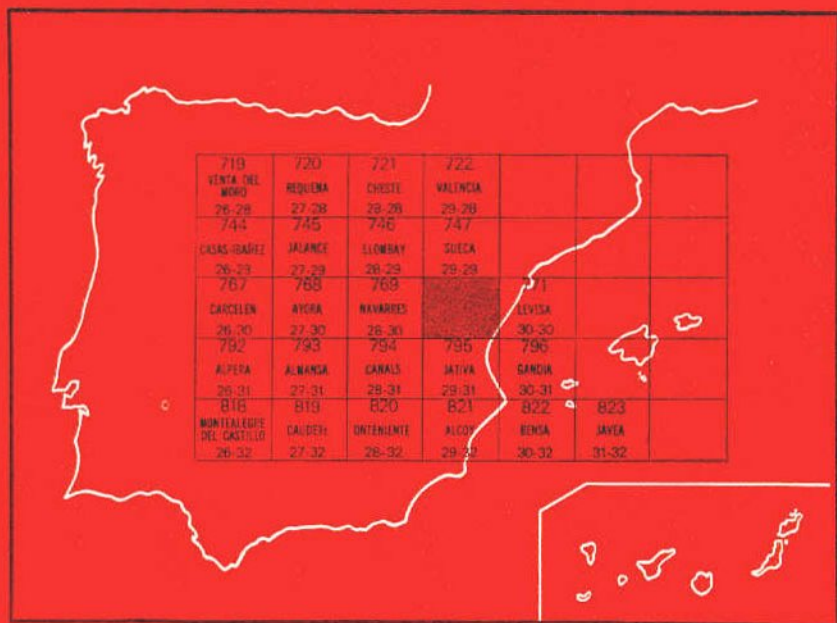 719 720 721 722
VENTA DEL MORO REQUENA CHESTE VALENCIA
26-28 27-28 28-28 29-28
744 745 746 747
CASAS-IBAÑEZ JALANCE LLOMBAY SUECA
26-29 27-29 28-29 29-29
767 768 769 771
CARCELEN AYORA NAVARRES LEVISA
26-30 27-30 28-30 30-30
792 793 794 795 796
ALPERA ALMANSA CANALS JATIVA GANDIA
26-31 27-31 28-31 29-31 30-31
818 819 820 821 822 823
MONTEALEGRE DEL CASTILLO CAUDETE ONTENIENTE ALCOY BENISA JAVEA
26-32 27-32 28-32 29-32 30-32 31-32